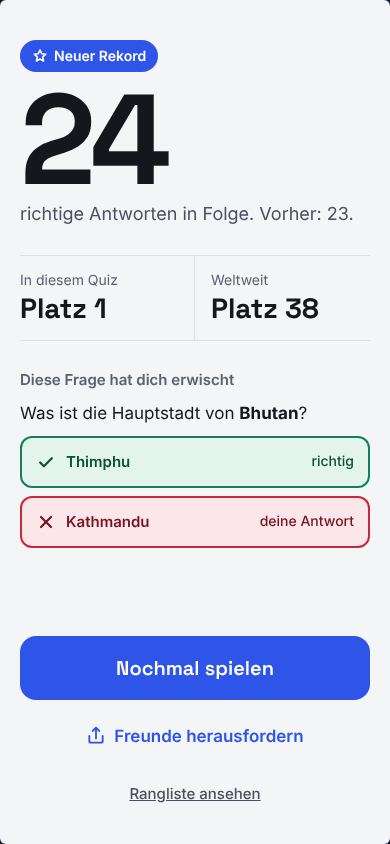 Neuer Rekord
24
richtige Antworten in Folge. Vorher: 23.
In diesem Quiz
Platz 1
Weltweit
Platz 38
Diese Frage hat dich erwischt
Was ist die Hauptstadt von Bhutan?
Thimphu richtig
Kathmandu deine Antwort
Nochmal spielen
Freunde herausfordern
Rangliste ansehen